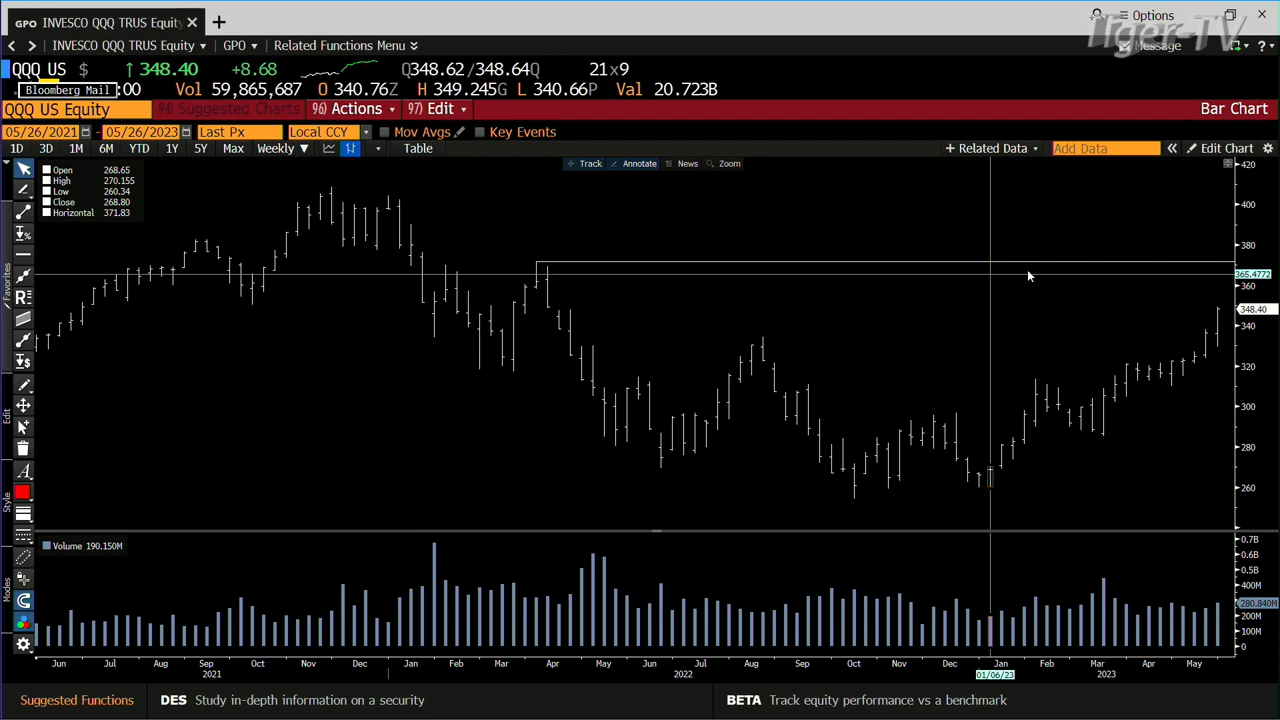 GPO INVESCO QQQ TRUS Equity × +
Options
Tiger-TV
< > INVESCO QQQ TRUS Equity GPO Related Functions Menu Message ?
QQQ US $ ↑ 348.40 +8.68 Q348.62/348.64Q 21x9
Bloomberg Mail :00 Vol 59,865,687 O 340.76Z H 349.245G L 340.66P Val 20.723B
QQQ US Equity 94) Suggested Charts 96) Actions 97) Edit Bar Chart
05/26/2021 - 05/26/2023 Last Px Local CCY Mov Avgs Key Events
1D 3D 1M 6M YTD 1Y 5Y Max Weekly ▼ Table + Related Data Add Data « Edit Chart
Track Annotate News Zoom
Open 268.65
High 270.155
Low 260.34
Close 268.80
Horizontal 371.83
420
400
380
365.4772
360
348.40
340
320
300
280
260
Favorites
Edit
Style
Modes
Volume 190.150M
0.7B
0.6B
0.5B
400M
280.840M
200M
100M
0
Jun Jul Aug Sep Oct Nov Dec Jan Feb Mar Apr May Jun Jul Aug Sep Oct Nov Dec Jan Feb Mar Apr May
2021 2022 01/06/23 2023
Suggested Functions DES Study in-depth information on a security BETA Track equity performance vs a benchmark